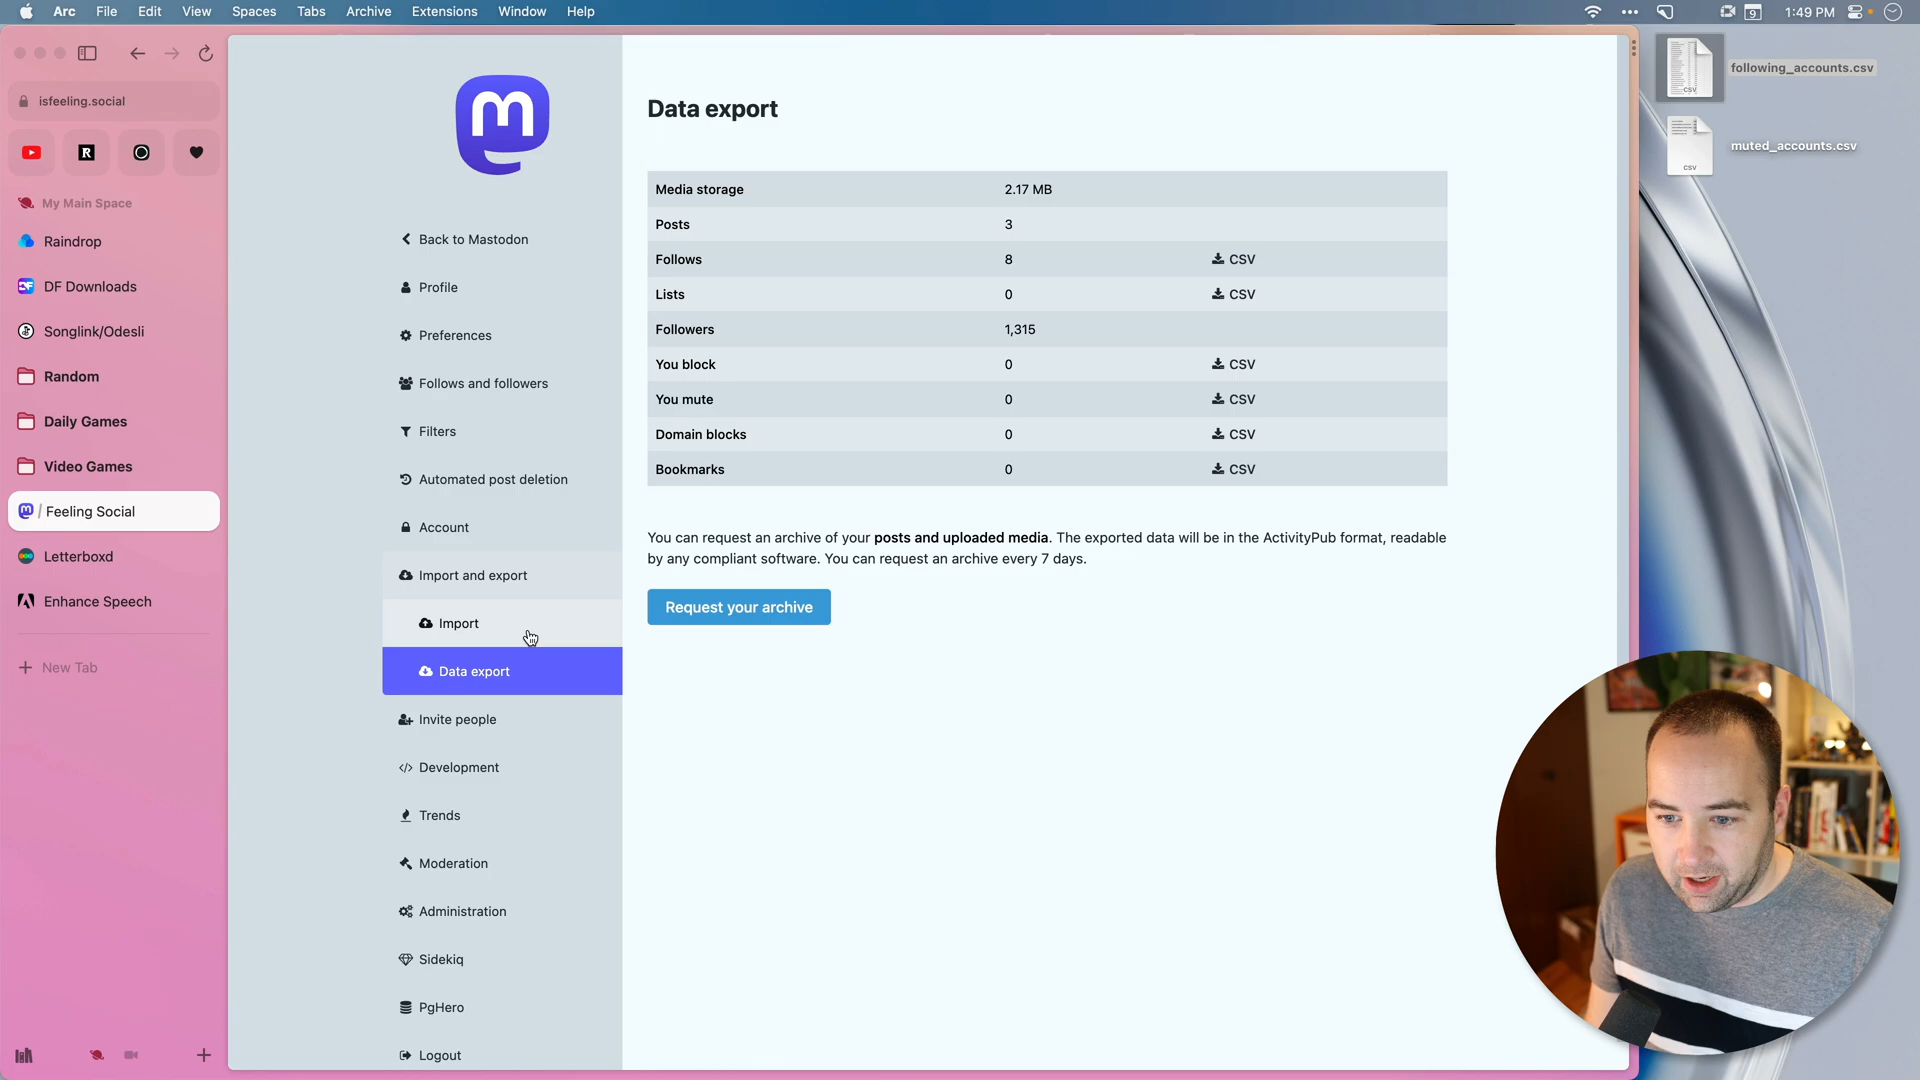 Arc File Edit View Spaces Tabs Archive Extensions Window Help
9 1:49 PM
isfeeling.social
R
My Main Space
Raindrop
DF Downloads
Songlink/Odesli
Random
Daily Games
Video Games
/ Feeling Social
Letterboxd
Enhance Speech
+ New Tab
Back to Mastodon
Profile
Preferences
Follows and followers
Filters
Automated post deletion
Account
Import and export
Import
Data export
Invite people
Development
Trends
Moderation
Administration
Sidekiq
PgHero
Logout
Data export
Media storage 2.17 MB
Posts 3
Follows 8 CSV
Lists 0 CSV
Followers 1,315
You block 0 CSV
You mute 0 CSV
Domain blocks 0 CSV
Bookmarks 0 CSV
You can request an archive of your posts and uploaded media. The exported data will be in the ActivityPub format, readable
by any compliant software. You can request an archive every 7 days.
Request your archive
CSV following_accounts.csv
CSV muted_accounts.csv